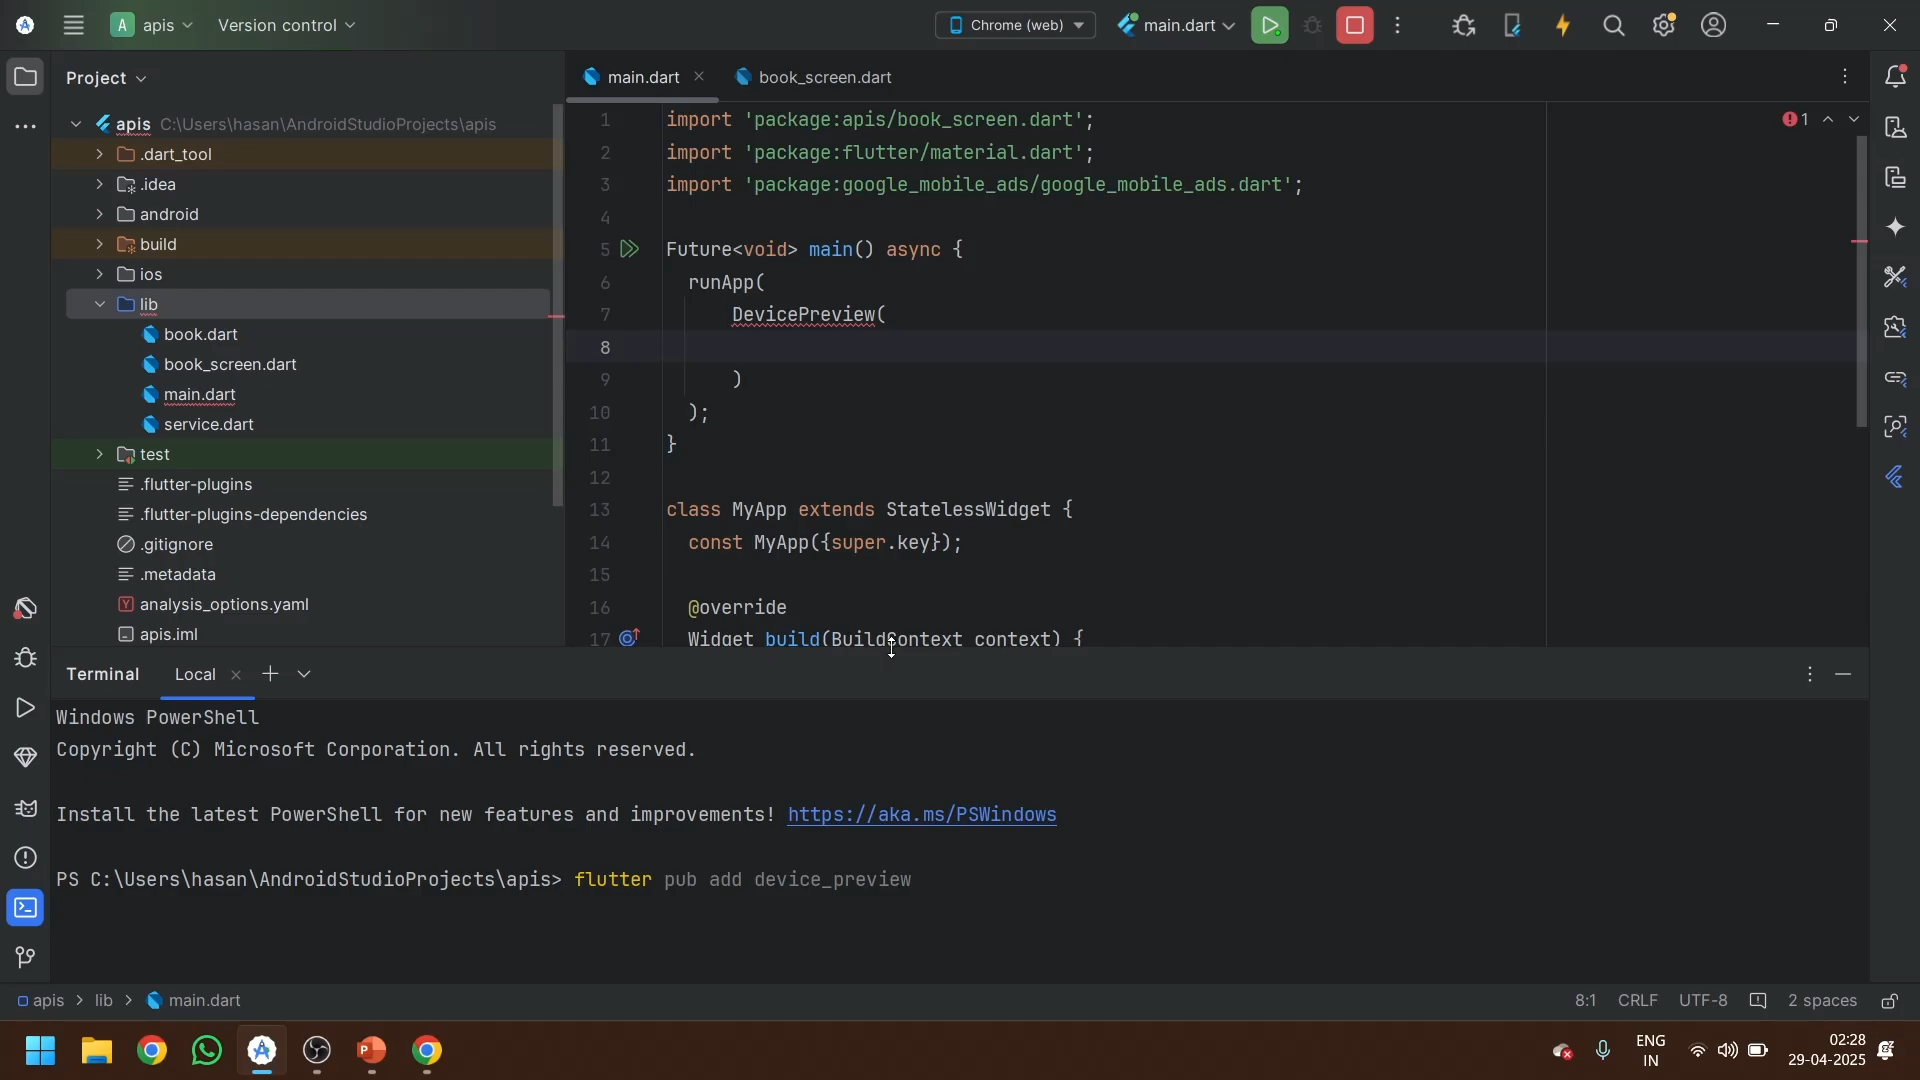 A apis Version control Chrome (web) main.dart
Project main.dart book_screen.dart
apis C:\Users\hasan\AndroidStudioProjects\apis
.dart_tool
.idea
android
build
ios
lib
book.dart
book_screen.dart
main.dart
service.dart
test
.flutter-plugins
.flutter-plugins-dependencies
.gitignore
.metadata
analysis_options.yaml
apis.iml
1 import 'package:apis/book_screen.dart';
2 import 'package:flutter/material.dart';
3 import 'package:google_mobile_ads/google_mobile_ads.dart';
4
5 Future<void> main() async {
6 runApp(
7 DevicePreview(
8
9 )
10 );
11 }
12
13 class MyApp extends StatelessWidget {
14 const MyApp({super.key});
15
16 @override
17 Widget build(BuildContext context) {
1
Terminal Local
Windows PowerShell
Copyright (C) Microsoft Corporation. All rights reserved.
Install the latest PowerShell for new features and improvements! https://aka.ms/PSWindows
PS C:\Users\hasan\AndroidStudioProjects\apis> flutter pub add device_preview
apis > lib > main.dart 8:1 CRLF UTF-8 2 spaces
ENG
IN
02:28
29-04-2025